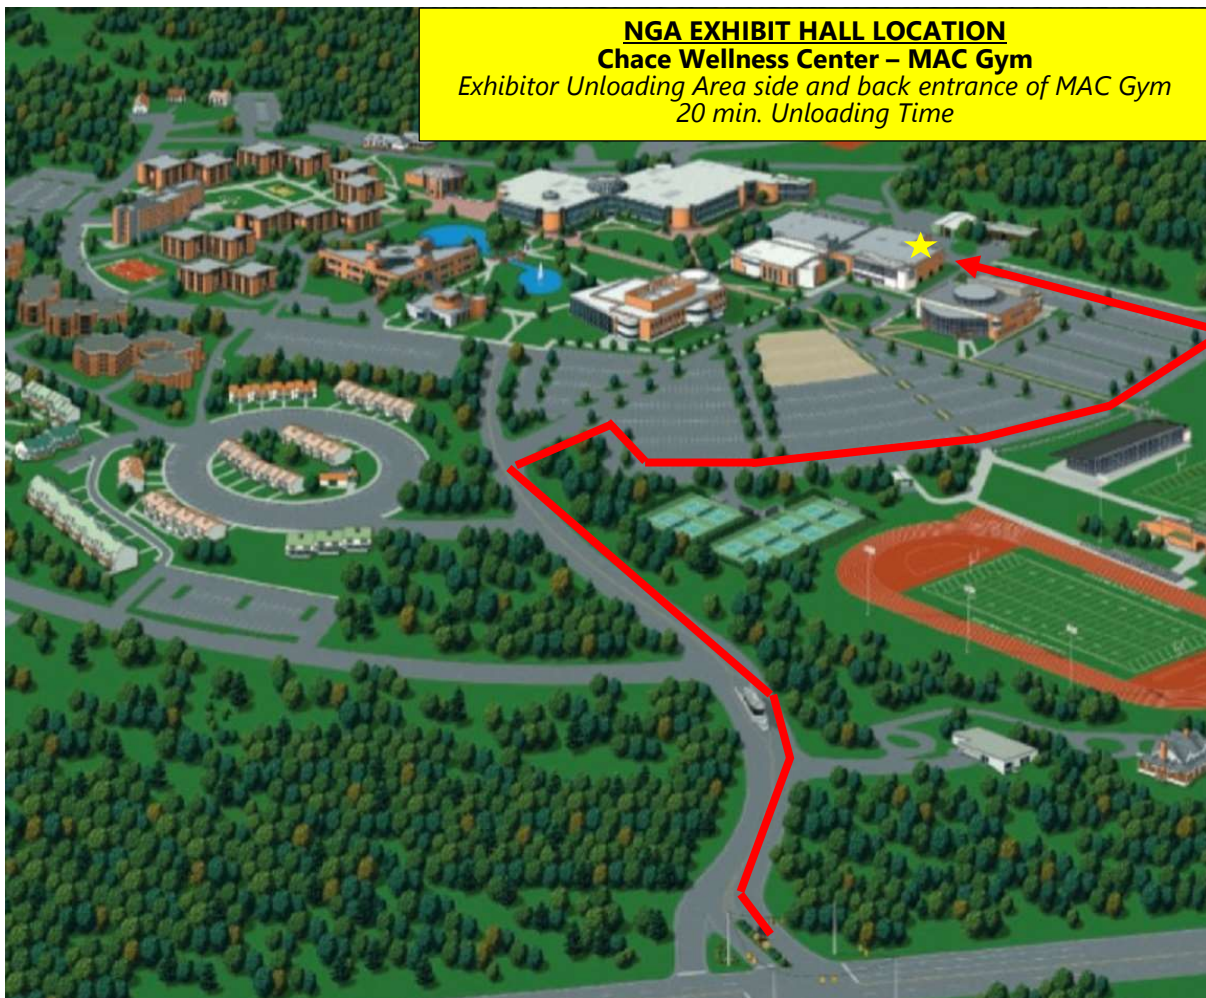 NGA EXHIBIT HALL LOCATION
Chace Wellness Center – MAC Gym
Exhibitor Unloading Area side and back entrance of MAC Gym
20 min. Unloading Time